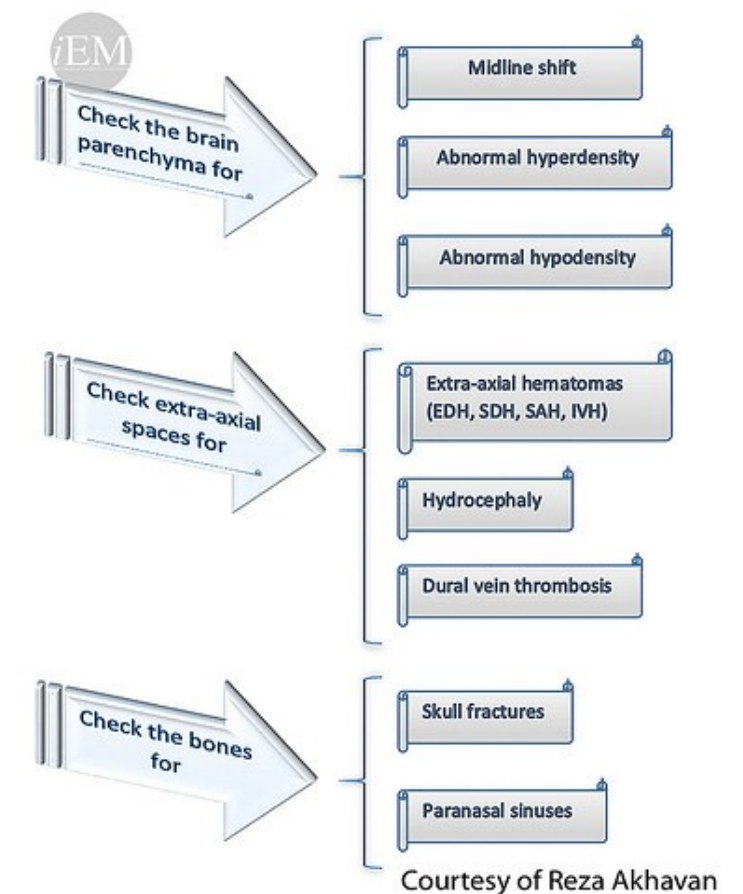 iEM
Check the brain
parenchyma for
Midline shift
Abnormal hyperdensity
Abnormal hypodensity
Check extra-axial
spaces for
Extra-axial hematomas
(EDH, SDH, SAH, IVH)
Hydrocephaly
Dural vein thrombosis
Check the bones
for
Skull fractures
Paranasal sinuses
Courtesy of Reza Akhavan